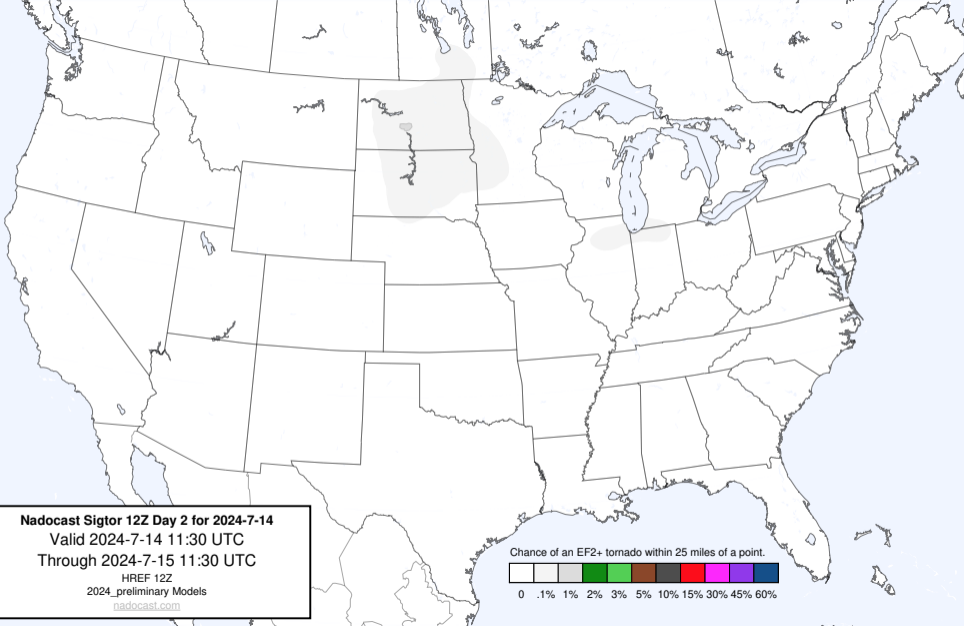 Nadocast Sigtor 12Z Day 2 for 2024-7-14
Valid 2024-7-14 11:30 UTC
Through 2024-7-15 11:30 UTC
HREF 12Z
2024_preliminary Models
nadocast.com
Chance of an EF2+ tornado within 25 miles of a point.
0 .1% 1% 2% 3% 5% 10% 15% 30% 45% 60%